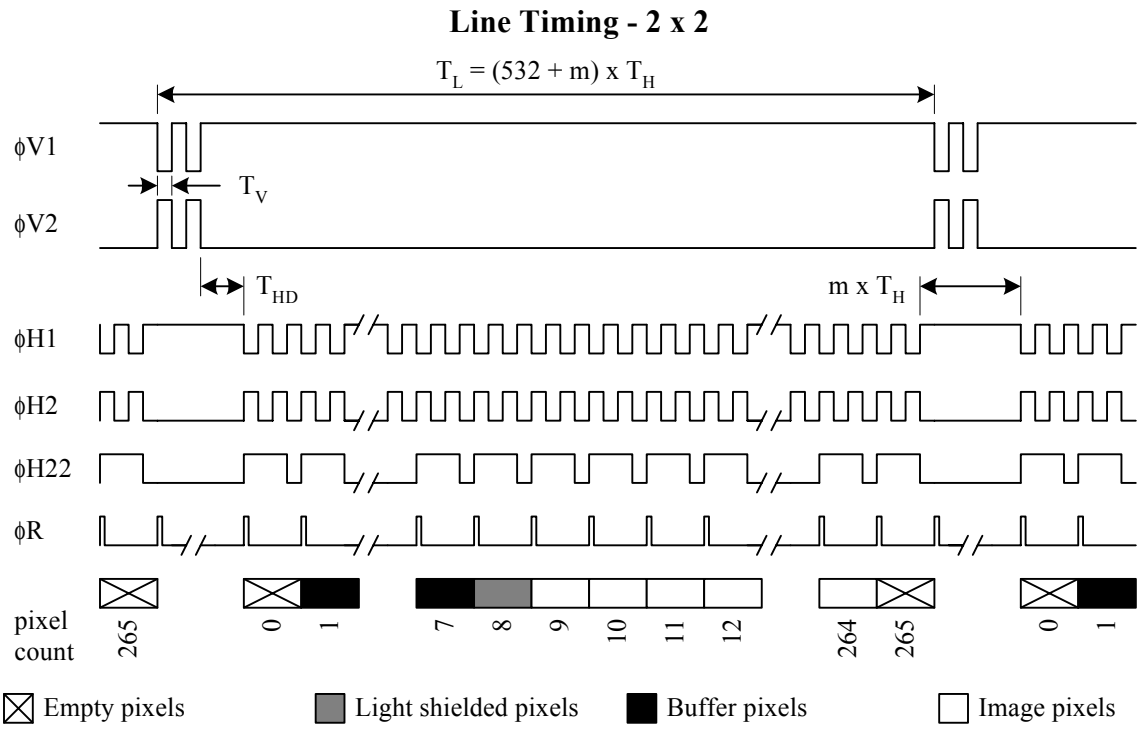 Line Timing - 2 x 2
T_L = (532 + m) x T_H
ϕV1
T_V
ϕV2
T_HD
m x T_H
ϕH1
ϕH2
ϕH22
ϕR
pixel count
265 0 1 7 8 9 10 11 12 264 265 0 1
Empty pixels Light shielded pixels Buffer pixels Image pixels